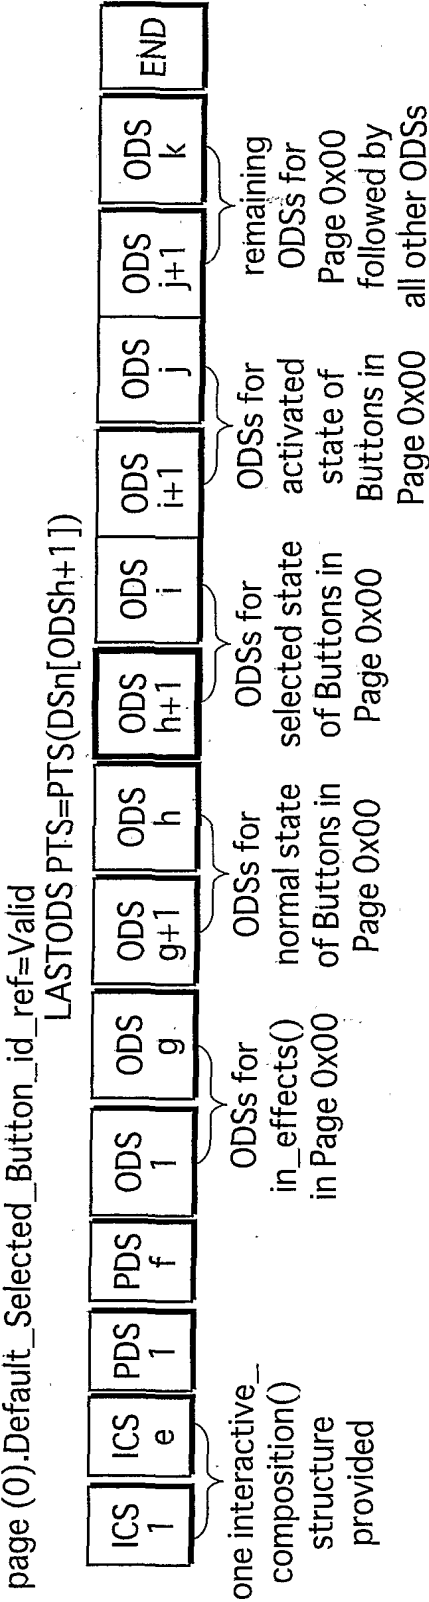 page (0).Default_Selected_Button_id_ref=Valid
LASTODS PTS=PTS(DSn[ODSh+1])
ICS 1
ICS e
PDS 1
PDS f
ODS 1
ODS g
ODS g+1
ODS h
ODS h+1
ODS i
ODS i+1
ODS j
ODS j+1
ODS k
END
one interactive_
composition()
structure
provided
ODSs for
in_effects()
in Page 0x00
ODSs for
normal state
of Buttons in
Page 0x00
ODSs for
selected state
of Buttons in
Page 0x00
ODSs for
activated
state of
Buttons in
Page 0x00
remaining
ODSs for
Page 0x00
followed by
all other ODSs